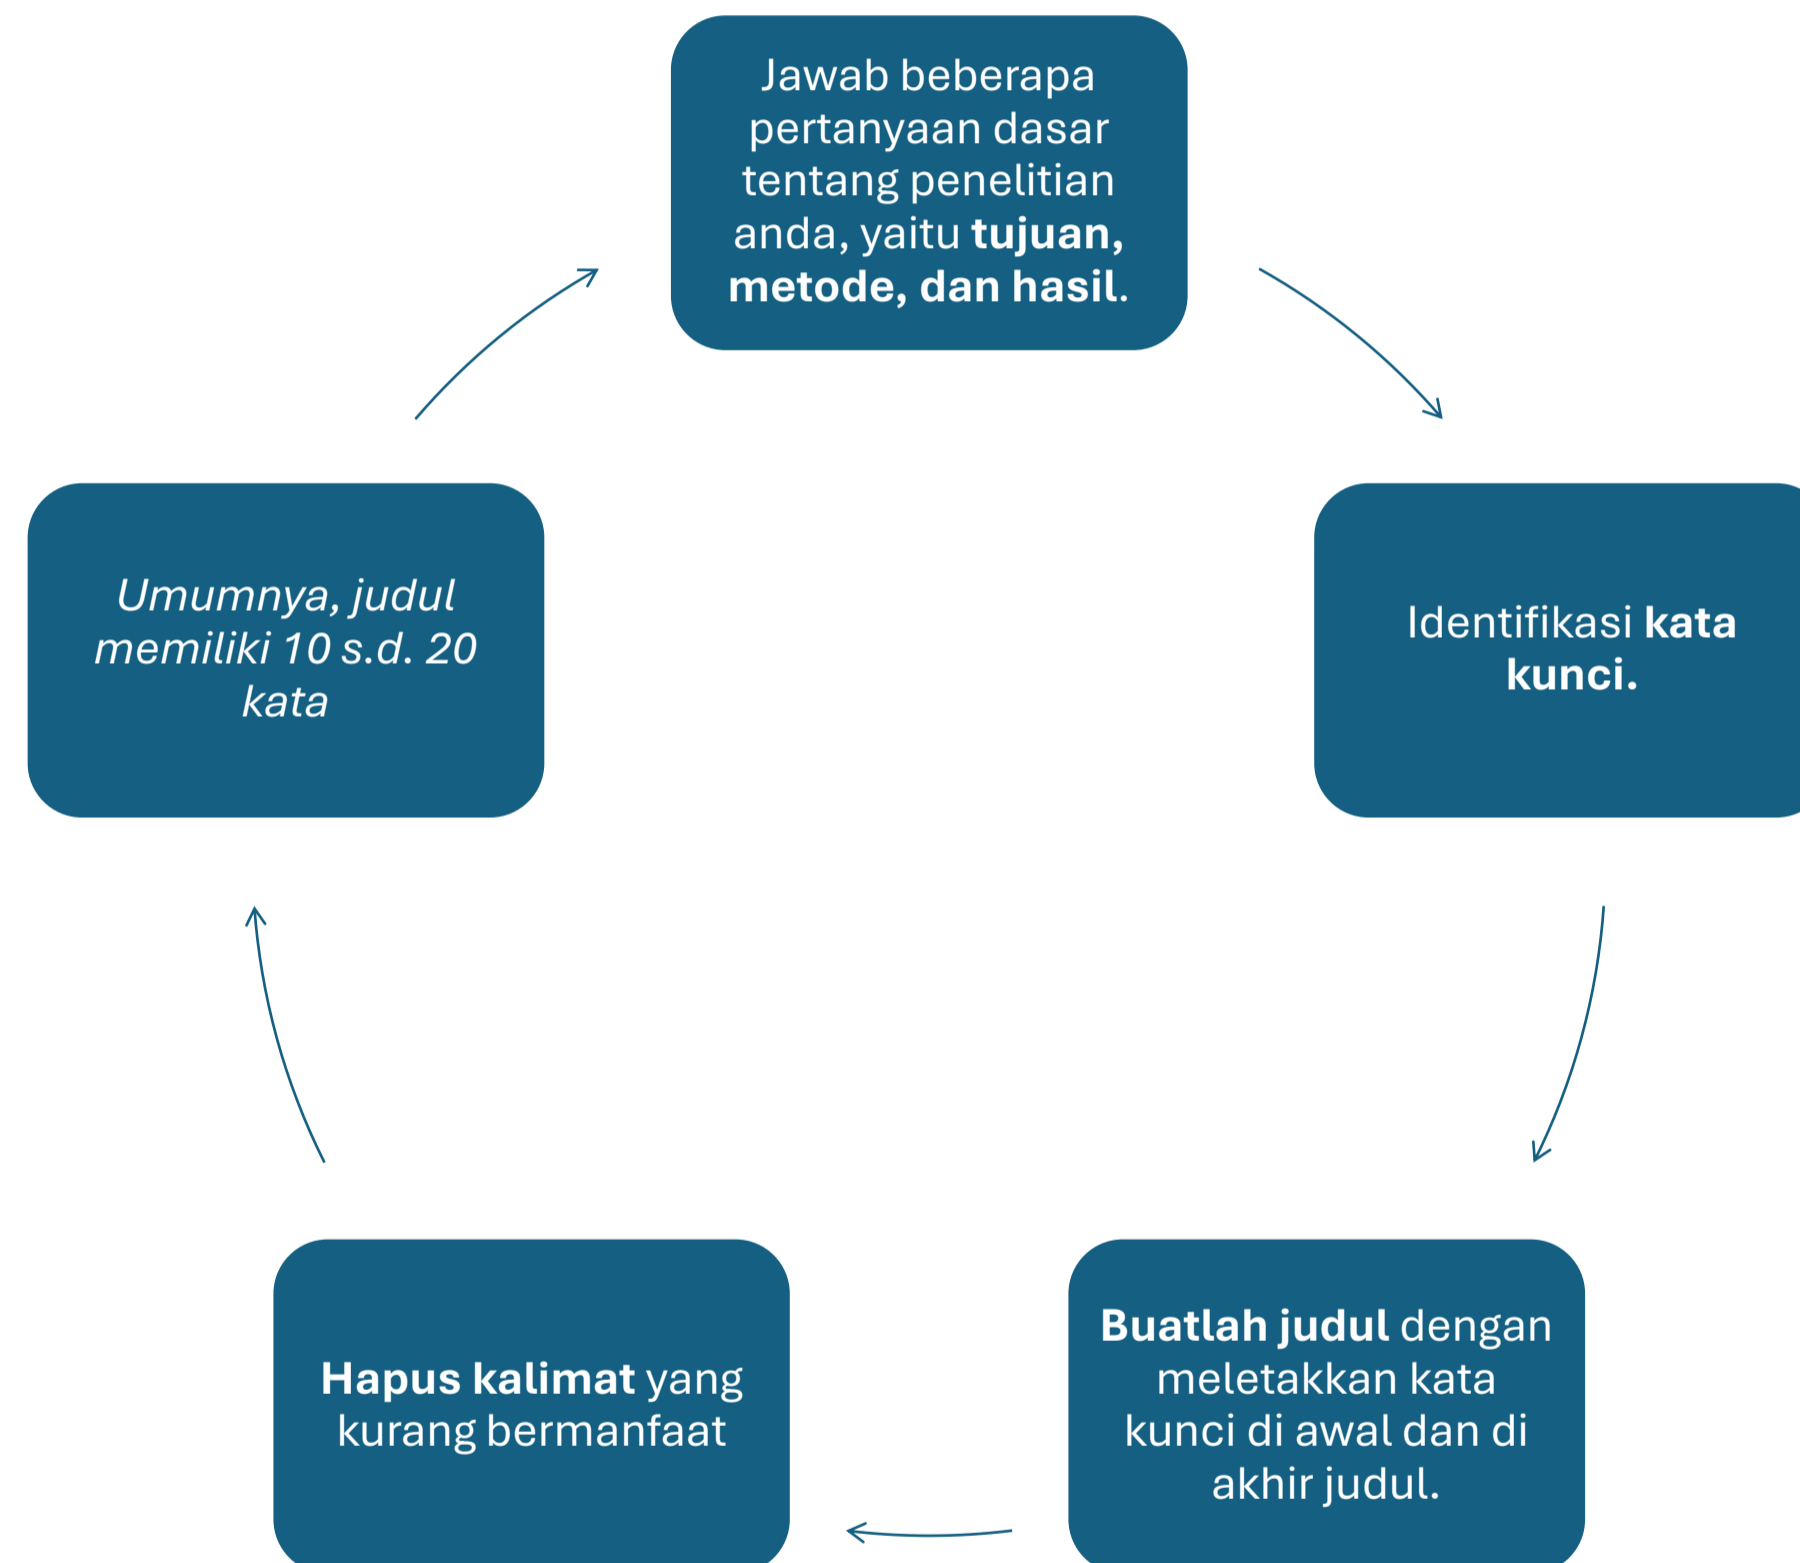 Jawab beberapa
pertanyaan dasar
tentang penelitian
anda, yaitu tujuan,
metode, dan hasil.
Identifikasi kata
kunci.
Buatlah judul dengan
meletakkan kata
kunci di awal dan di
akhir judul.
Hapus kalimat yang
kurang bermanfaat
Umumnya, judul
memiliki 10 s.d. 20
kata